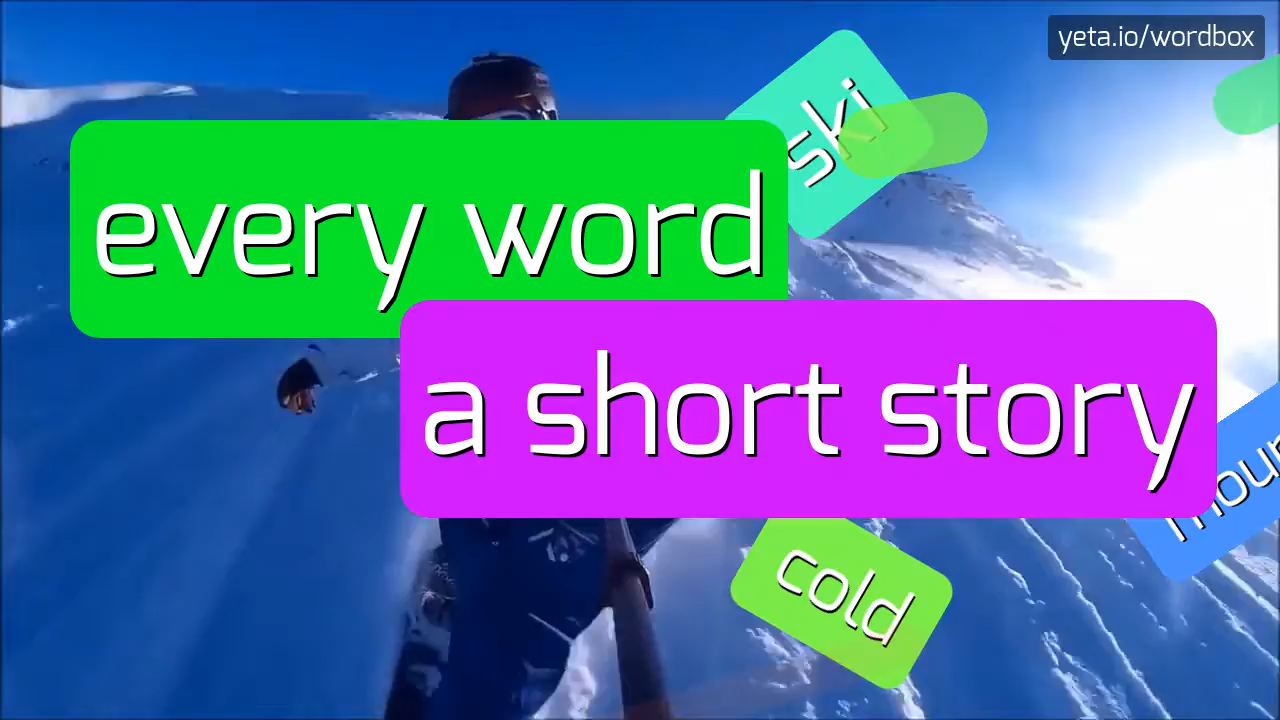 yeta.io/wordbox
ski
every word
a short story
cold